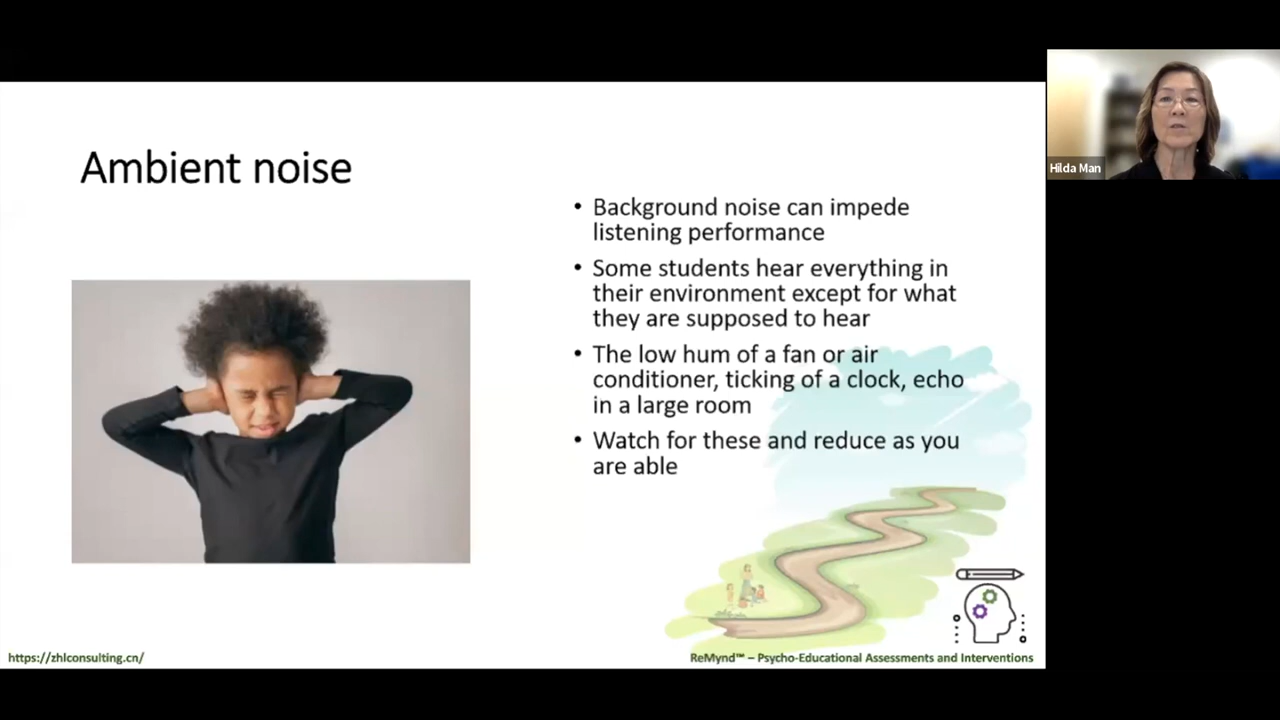 Ambient noise
• Background noise can impede
listening performance
• Some students hear everything in
their environment except for what
they are supposed to hear
• The low hum of a fan or air
conditioner, ticking of a clock, echo
in a large room
• Watch for these and reduce as you
are able
Hilda Man
https://zhlconsulting.cn/
ReMynd™ – Psycho-Educational Assessments and Interventions